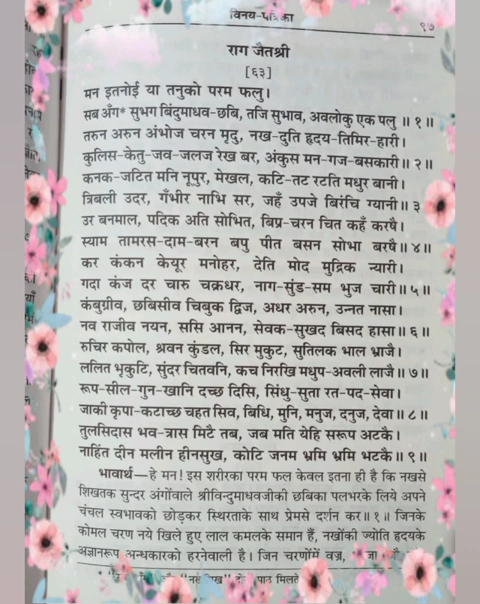 विनय-पत्रिका
९७
राग जैतश्री
[६३]
मन इतनोई या तनुको परम फलु।
सब अँग* सुभग बिंदुमाधव-छबि, तजि सुभाव, अवलोकु एक पलु ॥ १ ॥
तरुन अरुन अंभोज चरन मृदु, नख-दुति हृदय-तिमिर-हारी।
कुलिस-केतु-जव-जलज रेख बर, अंकुस मन-गज-बसकारी॥ २ ॥
कनक-जटित मनि नूपुर, मेखल, कटि-तट रटति मधुर बानी।
त्रिबली उदर, गँभीर नाभि सर, जहँ उपजे बिरंचि ग्यानी॥ ३
उर बनमाल, पदिक अति सोभित, बिप्र-चरन चित कहँ करषै।
स्याम तामरस-दाम-बरन बपु पीत बसन सोभा बरषै॥ ४॥
कर कंकन केयूर मनोहर, देति मोद मुद्रिक न्यारी।
गदा कंज दर चारु चक्रधर, नाग-सुंड-सम भुज चारी॥ ५॥
कंबुग्रीव, छबिसीव चिबुक द्विज, अधर अरुन, उन्नत नासा।
नव राजीव नयन, ससि आनन, सेवक-सुखद बिसद हासा॥ ६ ॥
रुचिर कपोल, श्रवन कुंडल, सिर मुकुट, सुतिलक भाल भ्राजै।
ललित भृकुटि, सुंदर चितवनि, कच निरखि मधुप-अवली लाजै॥ ७॥
रूप-सील-गुन-खानि दच्छ दिसि, सिंधु-सुता रत-पद-सेवा।
जाकी कृपा-कटाच्छ चहत सिव, बिधि, मुनि, मनुज, दनुज, देवा॥ ८ ॥
तुलसिदास भव-त्रास मिटै तब, जब मति येहि सरूप अटकै।
नाहिंत दीन मलीन हीनसुख, कोटि जनम भ्रमि भ्रमि भटकै॥ ९॥
भावार्थ—हे मन! इस शरीरका परम फल केवल इतना ही है कि नखसे
शिखतक सुन्दर अंगोंवाले श्रीविन्दुमाधवजीकी छबिका पलभरके लिये अपने
चंचल स्वभावको छोड़कर स्थिरताके साथ प्रेमसे दर्शन कर॥ १॥ जिनके
कोमल चरण नये खिले हुए लाल कमलके समान हैं, नखोंकी ज्योति हृदयके
अज्ञानरूप अन्धकारको हरनेवाली है। जिन चरणोंमें वज्र,
पाठ मिलते